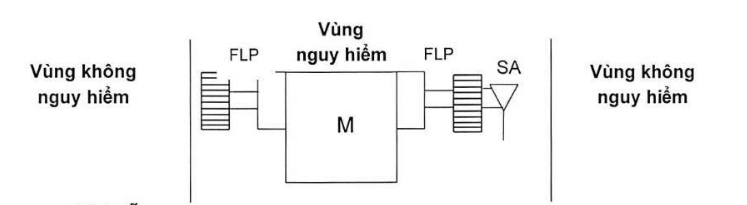 Vùng
nguy hiểm
FLP
FLP
SA
Vùng không
nguy hiểm
Vùng không
nguy hiểm
M